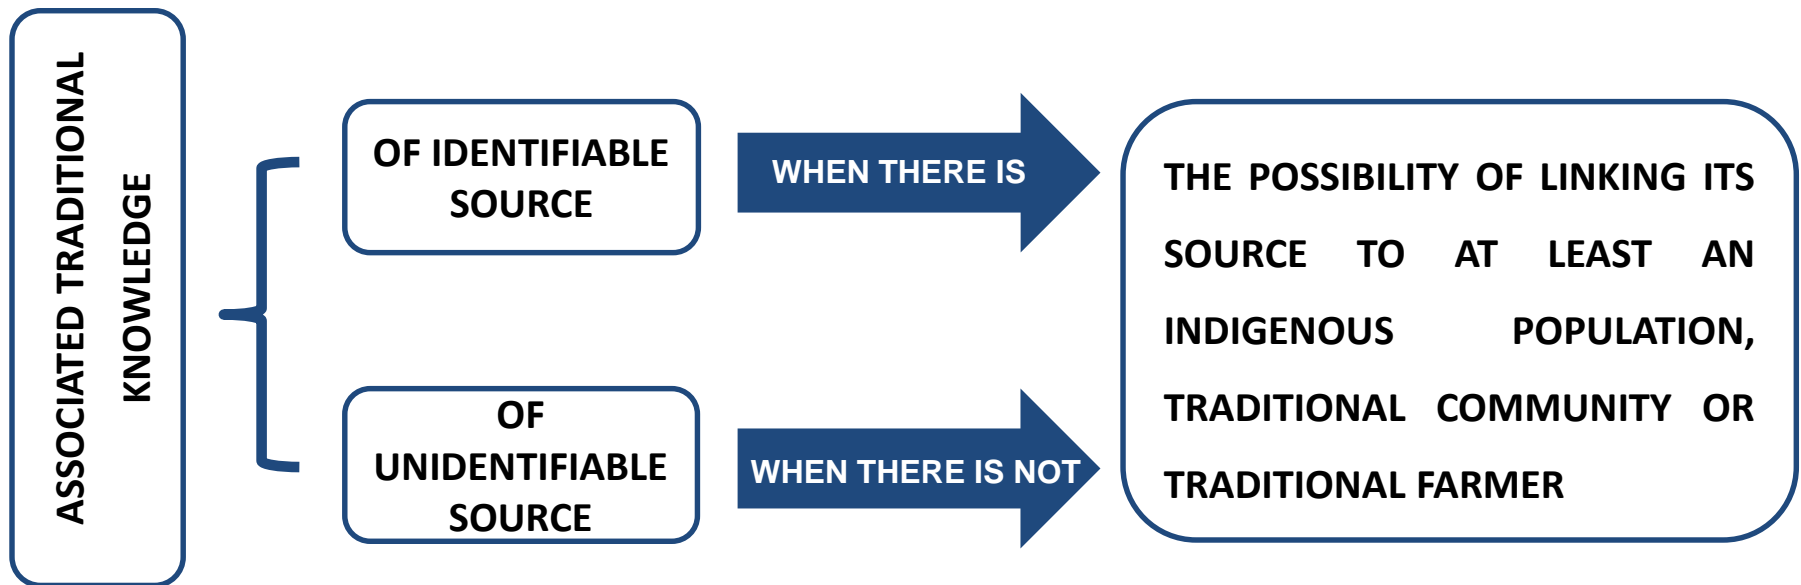 ASSOCIATED TRADITIONAL
KNOWLEDGE
OF IDENTIFIABLE
SOURCE
WHEN THERE IS
OF
UNIDENTIFIABLE
SOURCE
WHEN THERE IS NOT
THE POSSIBILITY OF LINKING ITS
SOURCE TO AT LEAST AN
INDIGENOUS POPULATION,
TRADITIONAL COMMUNITY OR
TRADITIONAL FARMER